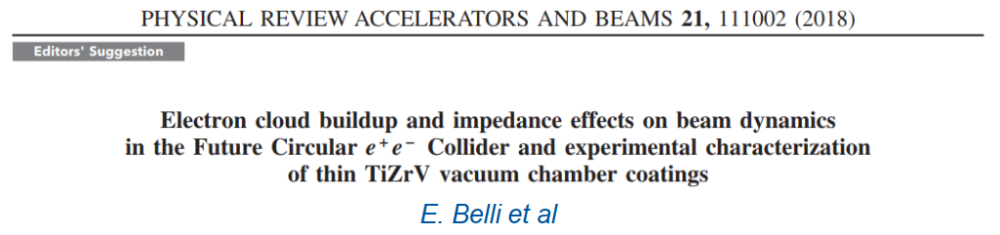 PHYSICAL REVIEW ACCELERATORS AND BEAMS 21, 111002 (2018)
Editors' Suggestion
Electron cloud buildup and impedance effects on beam dynamics
in the Future Circular e⁺e⁻ Collider and experimental characterization
of thin TiZrV vacuum chamber coatings
E. Belli et al